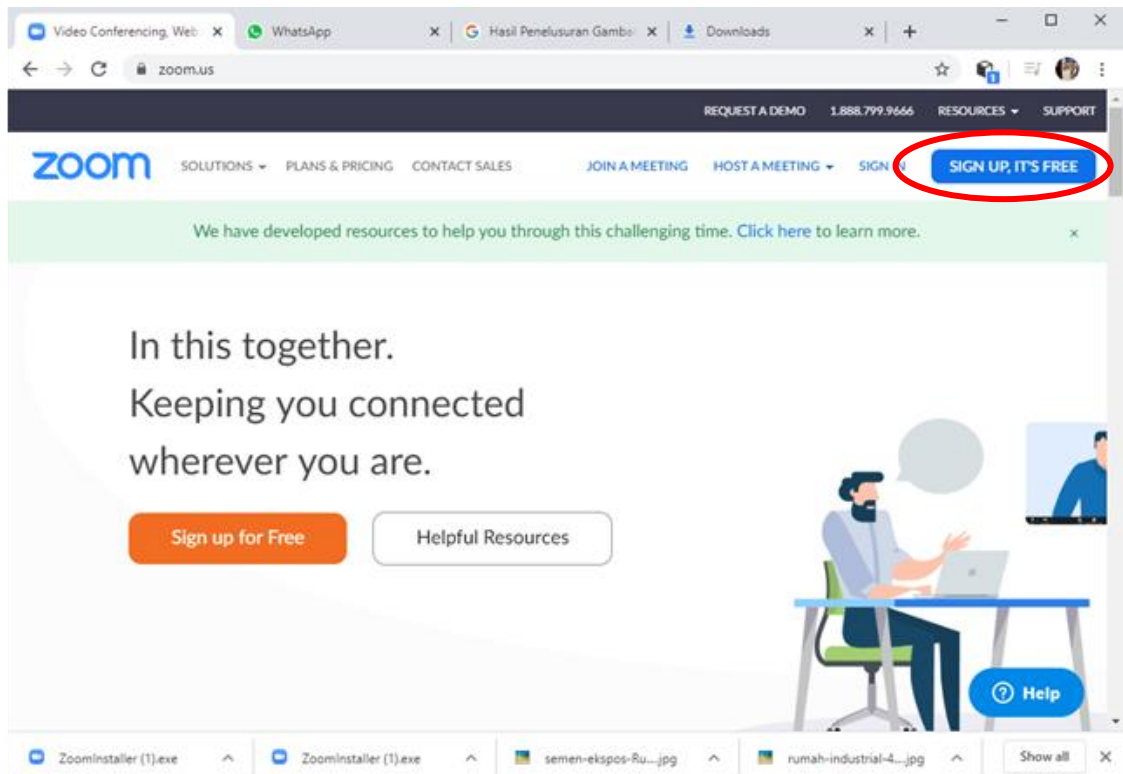 Video Conferencing, Web
WhatsApp
Hasil Penelusuran Gamba
Downloads
zoom.us
REQUEST A DEMO 1.888.799.9666 RESOURCES SUPPORT
zoom SOLUTIONS PLANS & PRICING CONTACT SALES JOIN A MEETING HOST A MEETING SIGN IN SIGN UP, IT'S FREE
We have developed resources to help you through this challenging time. Click here to learn more.
In this together.
Keeping you connected
wherever you are.
Sign up for Free Helpful Resources
Help
ZoomInstaller (1).exe ZoomInstaller (1).exe semen-ekspos-Ru....jpg rumah-industrial-4....jpg Show all